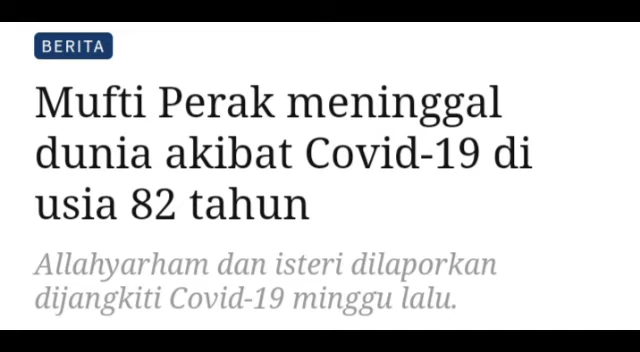 BERITA
Mufti Perak meninggal
dunia akibat Covid-19 di
usia 82 tahun
Allahyarham dan isteri dilaporkan
dijangkiti Covid-19 minggu lalu.